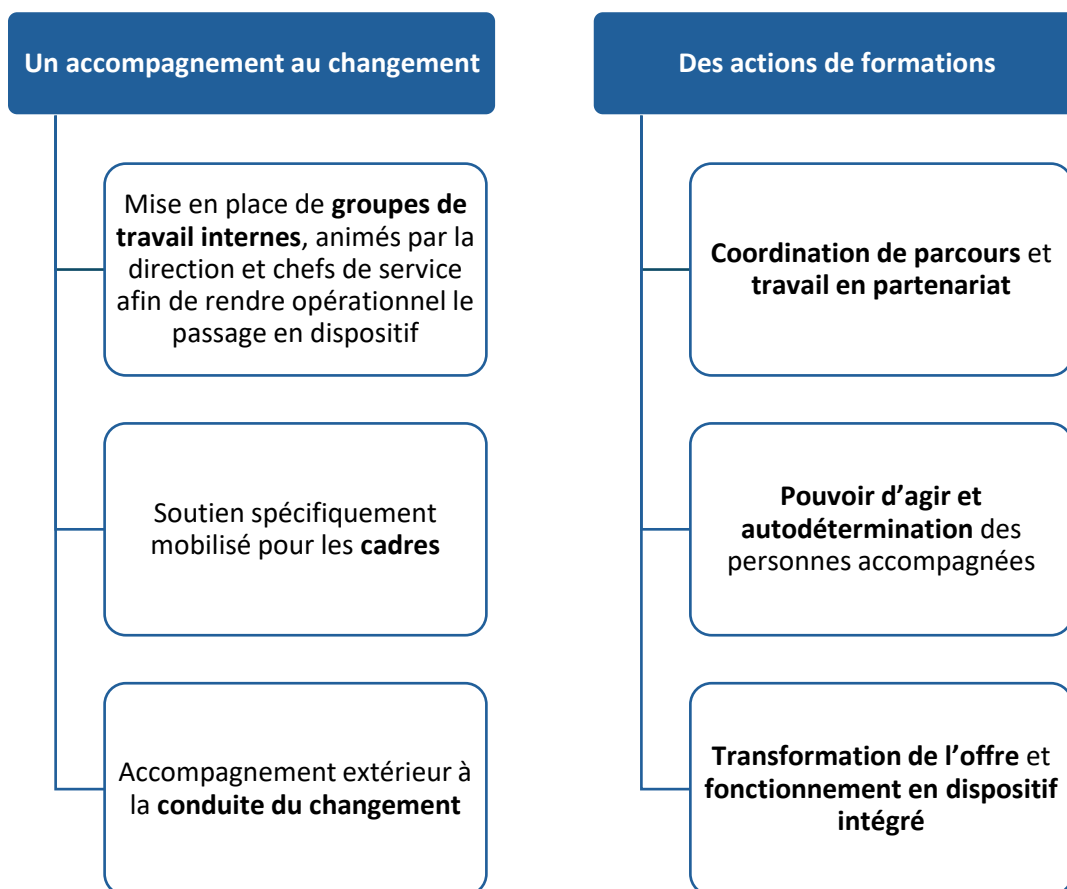 Un accompagnement au changement
Mise en place de groupes de
travail internes, animés par la
direction et chefs de service
afin de rendre opérationnel le
passage en dispositif
Soutien spécifiquement
mobilisé pour les cadres
Accompagnement extérieur à
la conduite du changement
Des actions de formations
Coordination de parcours et
travail en partenariat
Pouvoir d’agir et
autodétermination des
personnes accompagnées
Transformation de l’offre et
fonctionnement en dispositif
intégré